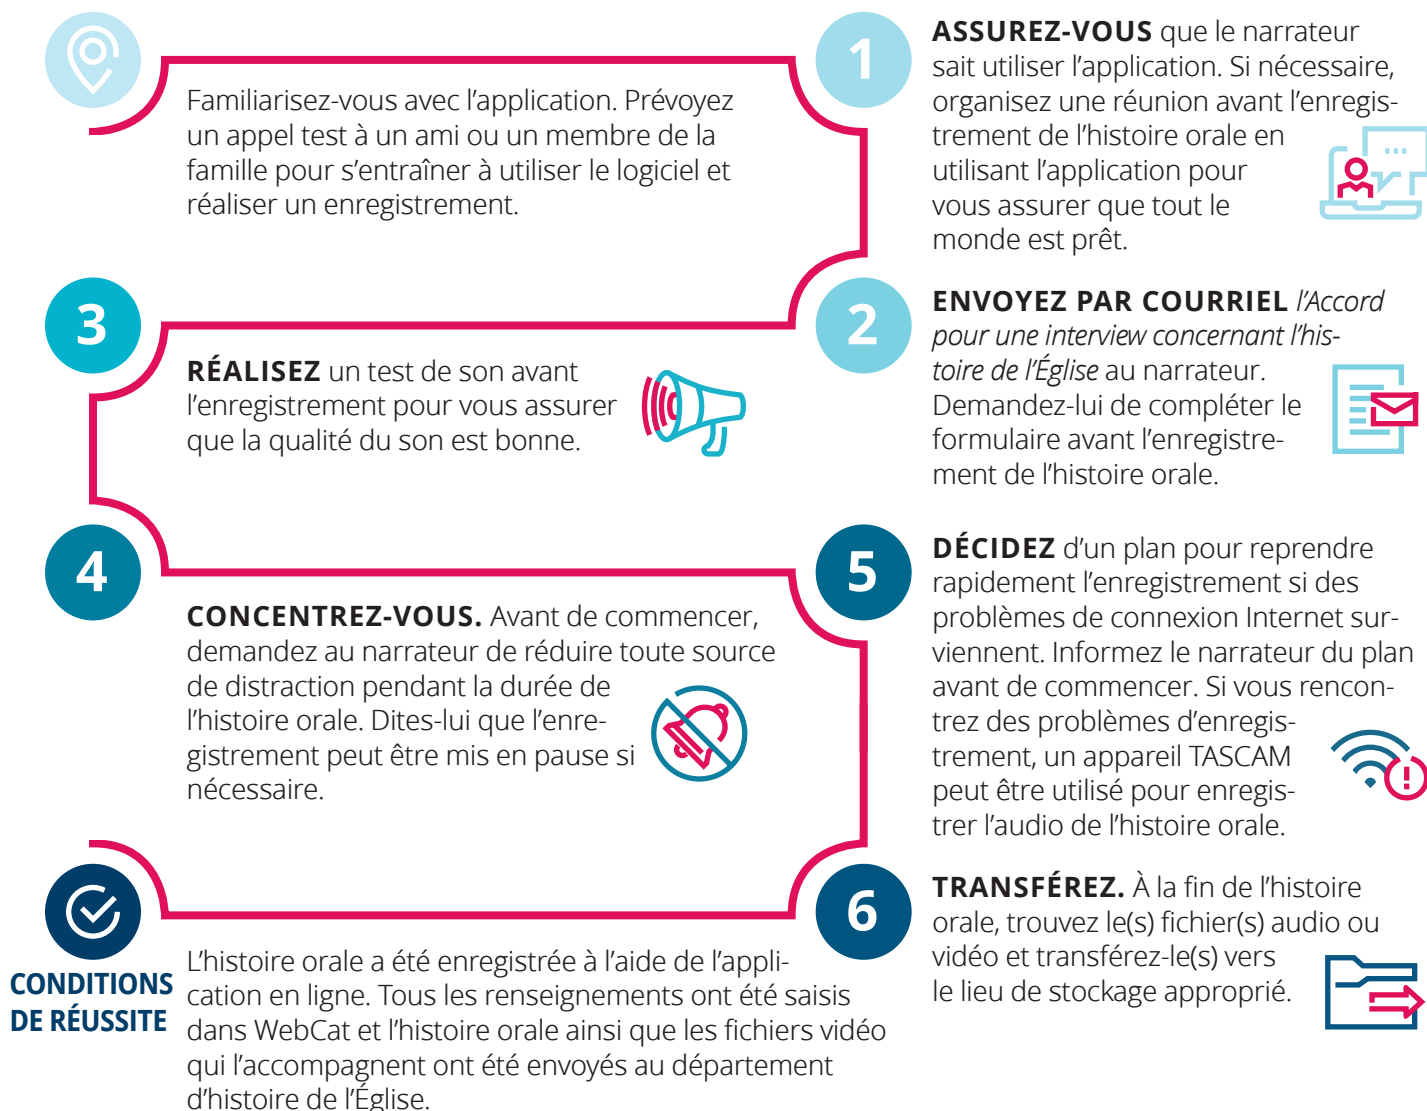 Familiarisez-vous avec l’application. Prévoyez
un appel test à un ami ou un membre de la
famille pour s’entraîner à utiliser le logiciel et
réaliser un enregistrement.
1
ASSUREZ-VOUS que le narrateur
sait utiliser l’application. Si nécessaire,
organisez une réunion avant l’enregis-
trement de l’histoire orale en
utilisant l’application pour
vous assurer que tout le
monde est prêt.
2
ENVOYEZ PAR COURRIEL l’Accord
pour une interview concernant l’his-
toire de l’Église au narrateur.
Demandez-lui de compléter le
formulaire avant l’enregistre-
ment de l’histoire orale.
3
RÉALISEZ un test de son avant
l’enregistrement pour vous assurer
que la qualité du son est bonne.
4
CONCENTREZ-VOUS. Avant de commencer,
demandez au narrateur de réduire toute source
de distraction pendant la durée de
l’histoire orale. Dites-lui que l’enre-
gistrement peut être mis en pause si
nécessaire.
5
DÉCIDEZ d’un plan pour reprendre
rapidement l’enregistrement si des
problèmes de connexion Internet sur-
viennent. Informez le narrateur du plan
avant de commencer. Si vous rencon-
trez des problèmes d’enregis-
trement, un appareil TASCAM
peut être utilisé pour enregis-
trer l’audio de l’histoire orale.
6
TRANSFÉREZ. À la fin de l’histoire
orale, trouvez le(s) fichier(s) audio ou
vidéo et transférez-le(s) vers
le lieu de stockage approprié.
CONDITIONS
DE RÉUSSITE
L’histoire orale a été enregistrée à l’aide de l’appli-
cation en ligne. Tous les renseignements ont été saisis
dans WebCat et l’histoire orale ainsi que les fichiers vidéo
qui l’accompagnent ont été envoyés au département
d’histoire de l’Église.